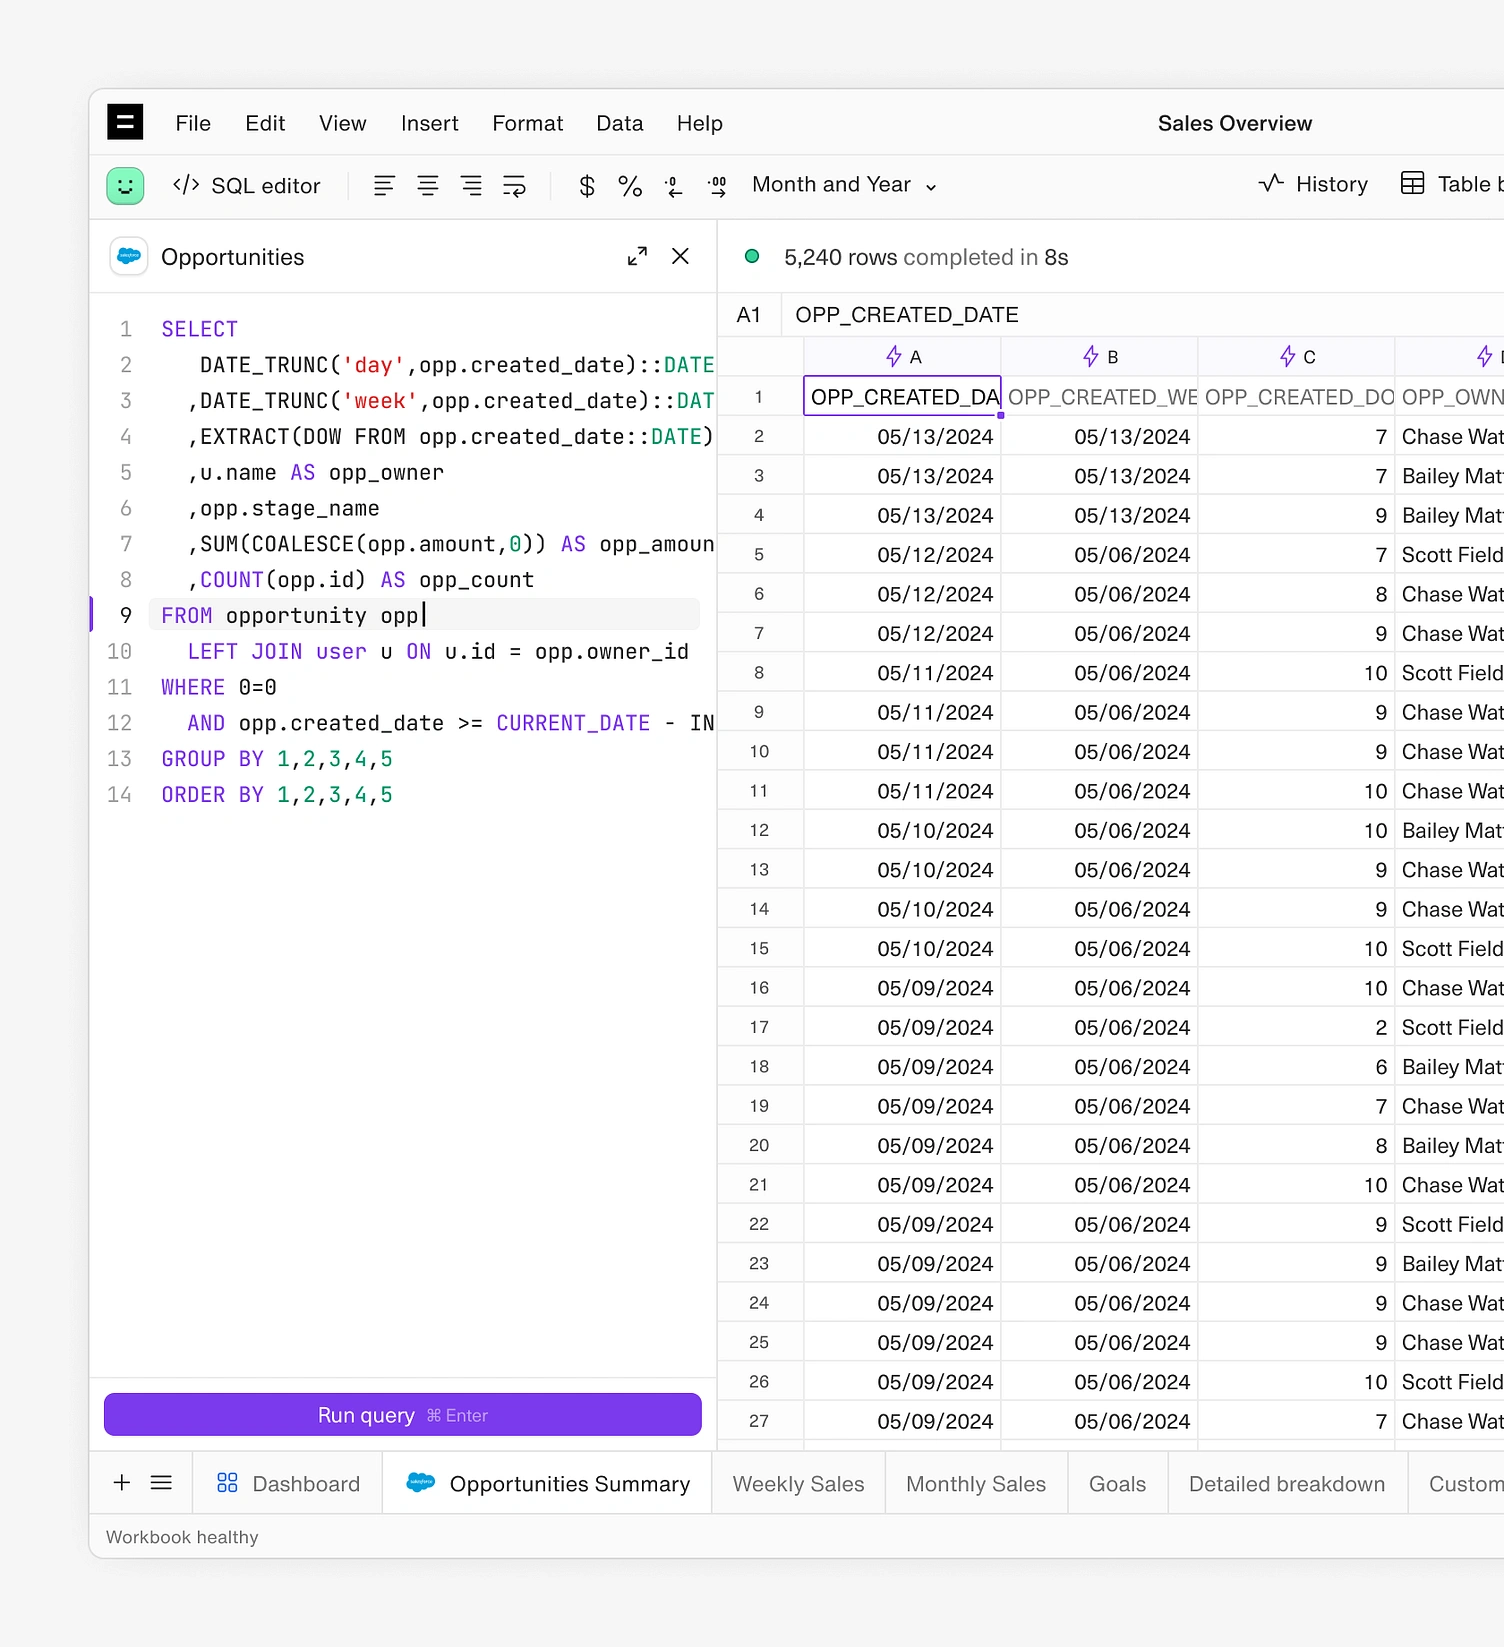 File Edit View Insert Format Data Help Sales Overview
</> SQL editor $ % .0 .00 Month and Year History Table b
Opportunities
5,240 rows completed in 8s
A1 OPP_CREATED_DATE
1 SELECT
2 DATE_TRUNC('day',opp.created_date)::DATE
3 ,DATE_TRUNC('week',opp.created_date)::DAT
4 ,EXTRACT(DOW FROM opp.created_date::DATE)
5 ,u.name AS opp_owner
6 ,opp.stage_name
7 ,SUM(COALESCE(opp.amount,0)) AS opp_amoun
8 ,COUNT(opp.id) AS opp_count
9 FROM opportunity opp
10 LEFT JOIN user u ON u.id = opp.owner_id
11 WHERE 0=0
12 AND opp.created_date >= CURRENT_DATE - IN
13 GROUP BY 1,2,3,4,5
14 ORDER BY 1,2,3,4,5
Run query ⌘ Enter
A B C D
1 OPP_CREATED_DA OPP_CREATED_WE OPP_CREATED_DO OPP_OWN
2 05/13/2024 05/13/2024 7 Chase Wat
3 05/13/2024 05/13/2024 7 Bailey Mat
4 05/13/2024 05/13/2024 9 Bailey Mat
5 05/12/2024 05/06/2024 7 Scott Field
6 05/12/2024 05/06/2024 8 Chase Wat
7 05/12/2024 05/06/2024 9 Chase Wat
8 05/11/2024 05/06/2024 10 Scott Field
9 05/11/2024 05/06/2024 9 Chase Wat
10 05/11/2024 05/06/2024 9 Chase Wat
11 05/11/2024 05/06/2024 10 Chase Wat
12 05/10/2024 05/06/2024 10 Bailey Mat
13 05/10/2024 05/06/2024 9 Chase Wat
14 05/10/2024 05/06/2024 9 Chase Wat
15 05/10/2024 05/06/2024 10 Scott Field
16 05/09/2024 05/06/2024 10 Chase Wat
17 05/09/2024 05/06/2024 2 Scott Field
18 05/09/2024 05/06/2024 6 Bailey Mat
19 05/09/2024 05/06/2024 7 Chase Wat
20 05/09/2024 05/06/2024 8 Bailey Mat
21 05/09/2024 05/06/2024 10 Chase Wat
22 05/09/2024 05/06/2024 9 Scott Field
23 05/09/2024 05/06/2024 9 Bailey Mat
24 05/09/2024 05/06/2024 9 Chase Wat
25 05/09/2024 05/06/2024 9 Chase Wat
26 05/09/2024 05/06/2024 10 Scott Field
27 05/09/2024 05/06/2024 7 Chase Wat
+ Dashboard Opportunities Summary Weekly Sales Monthly Sales Goals Detailed breakdown Custom
Workbook healthy